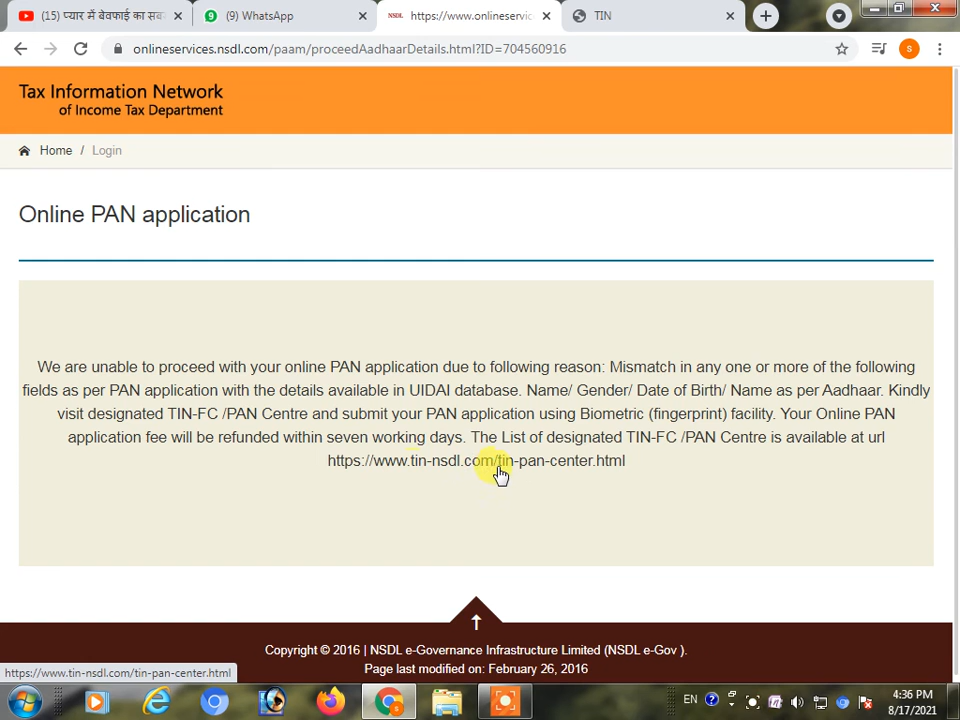 (15) प्यार में बेवफाई का सब
(9) WhatsApp
NSDL https://www.onlineservic
TIN
onlineservices.nsdl.com/paam/proceedAadhaarDetails.html?ID=704560916
S
Tax Information Network
of Income Tax Department
Home / Login
Online PAN application
We are unable to proceed with your online PAN application due to following reason: Mismatch in any one or more of the following
fields as per PAN application with the details available in UIDAI database. Name/ Gender/ Date of Birth/ Name as per Aadhaar. Kindly
visit designated TIN-FC /PAN Centre and submit your PAN application using Biometric (fingerprint) facility. Your Online PAN
application fee will be refunded within seven working days. The List of designated TIN-FC /PAN Centre is available at url
https://www.tin-nsdl.com/tin-pan-center.html
Copyright © 2016 | NSDL e-Governance Infrastructure Limited (NSDL e-Gov ).
Page last modified on: February 26, 2016
https://www.tin-nsdl.com/tin-pan-center.html
EN
4:36 PM
8/17/2021